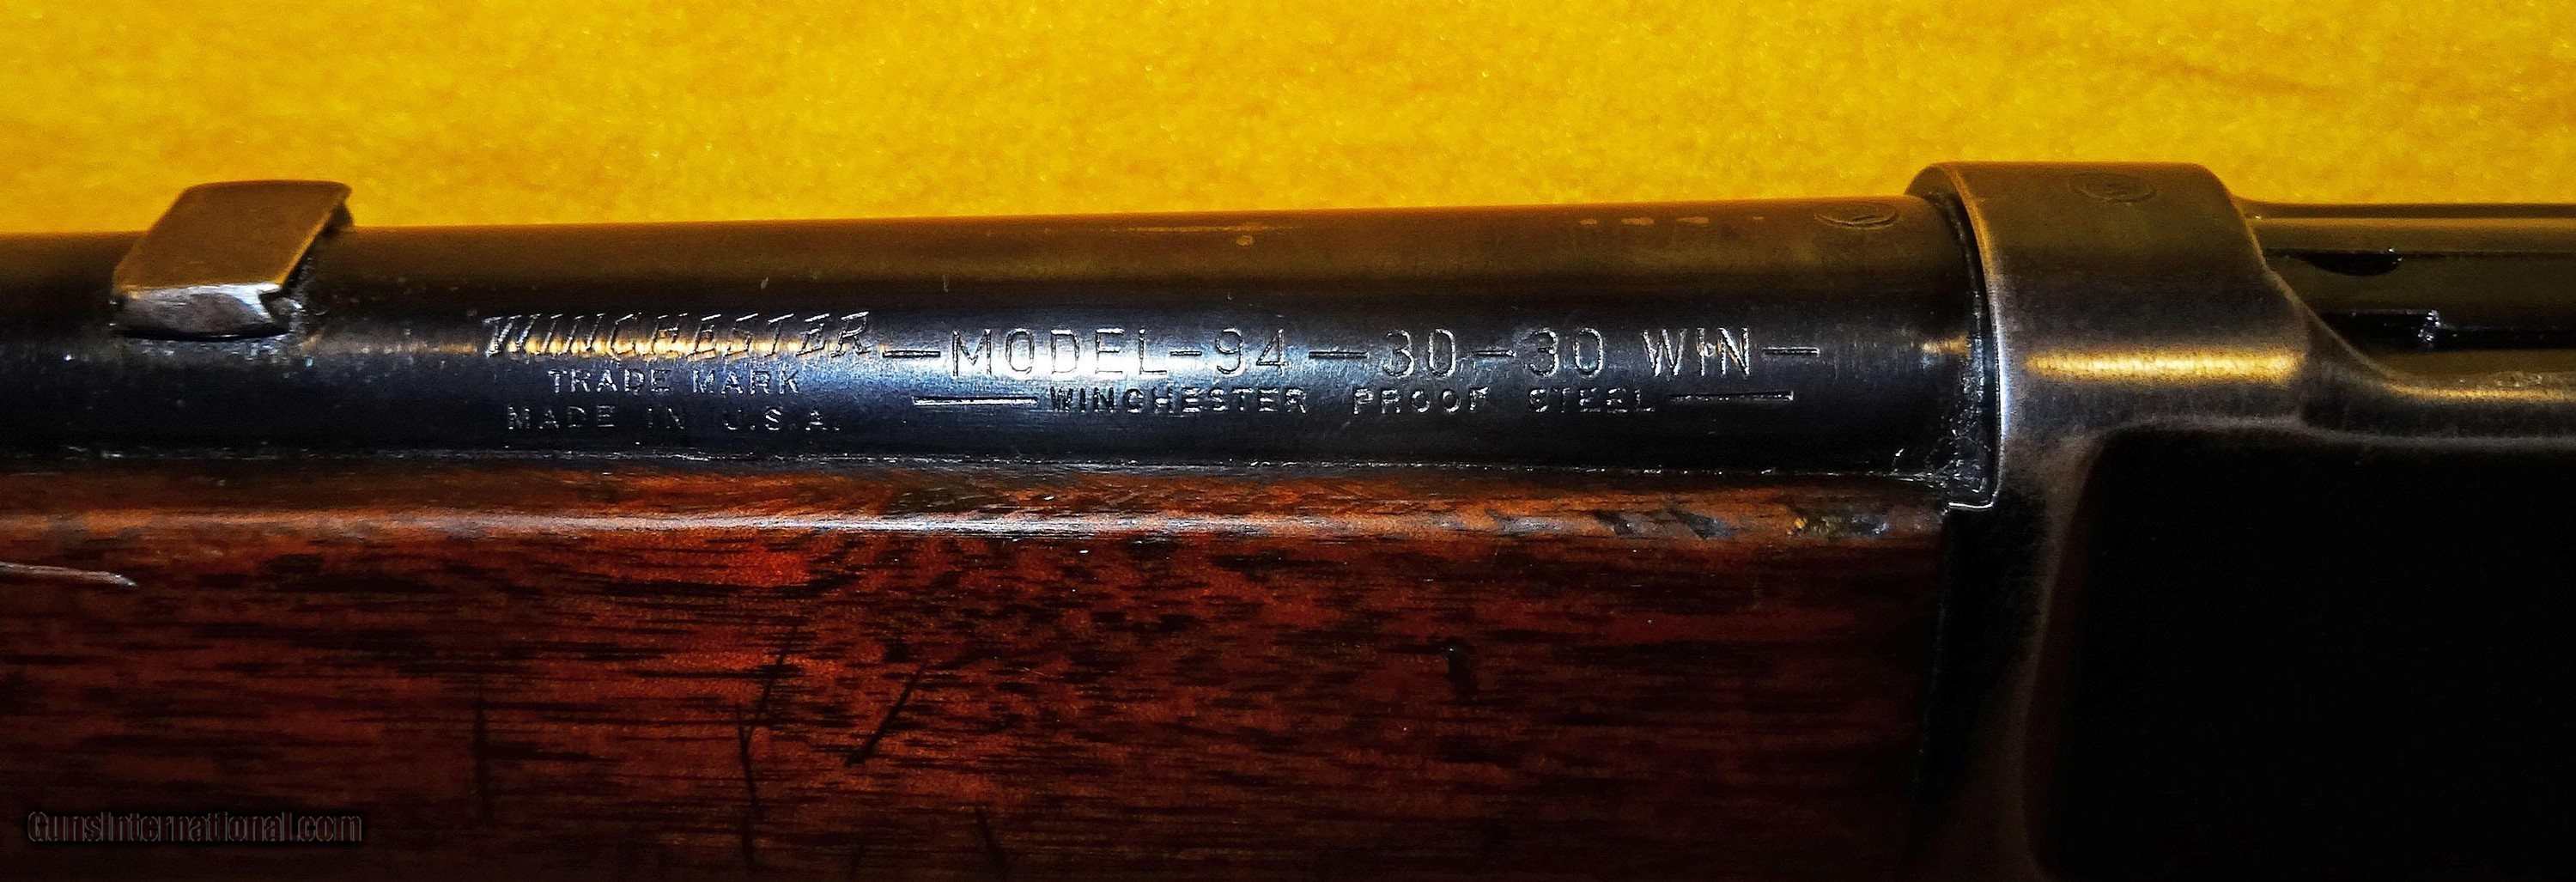 WINCHESTER —MODEL-94—30-30 WIN—
TRADE MARK
—WINCHESTER PROOF STEEL—
MADE IN U.S.A.
GunsInternational.com